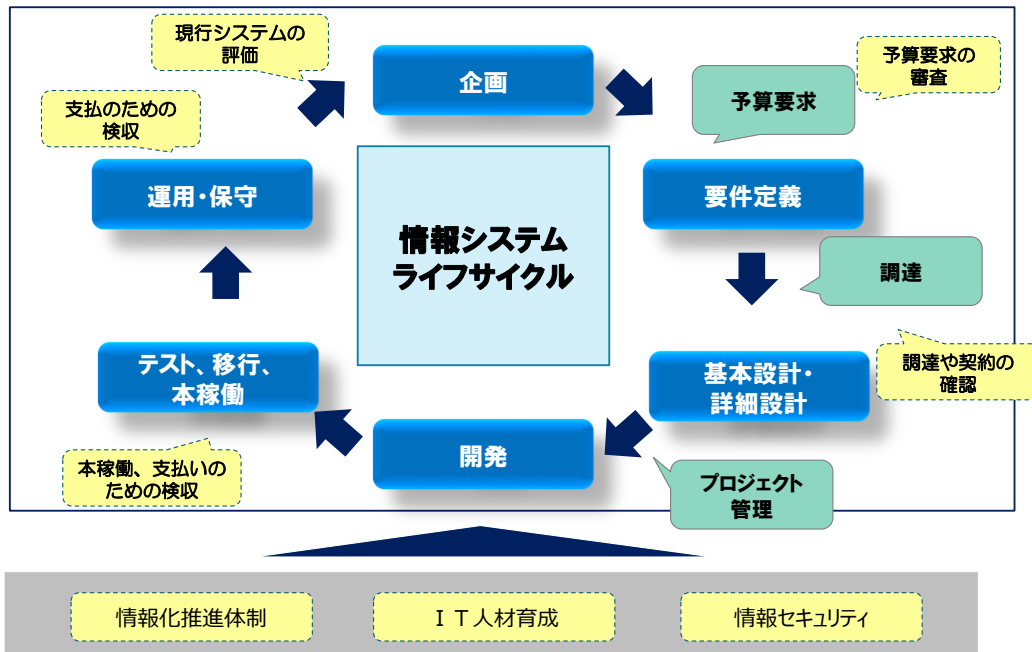 現行システムの
評価
企画
予算要求
予算要求の
審査
支払のための
検収
運用・保守
要件定義
情報システム
ライフサイクル
調達
テスト、移行、
本稼働
基本設計・
詳細設計
調達や契約の
確認
開発
本稼働、支払いの
ための検収
プロジェクト
管理
情報化推進体制
ＩＴ人材育成
情報セキュリティ